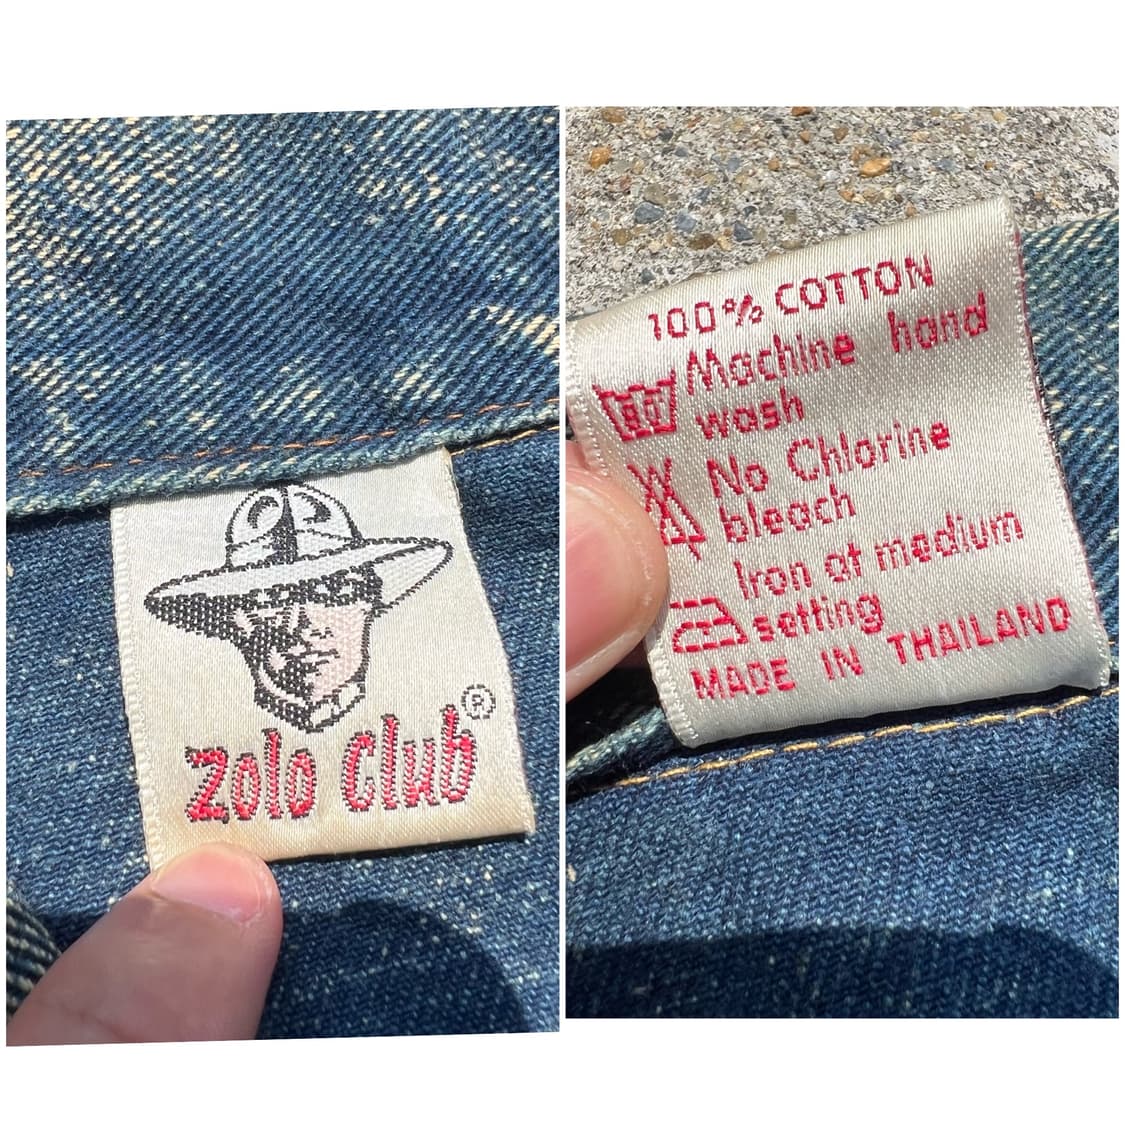 Zolo Club®
100% COTTON
Machine hand
wash
No Chlorine
bleach
Iron at medium
setting
MADE IN THAILAND